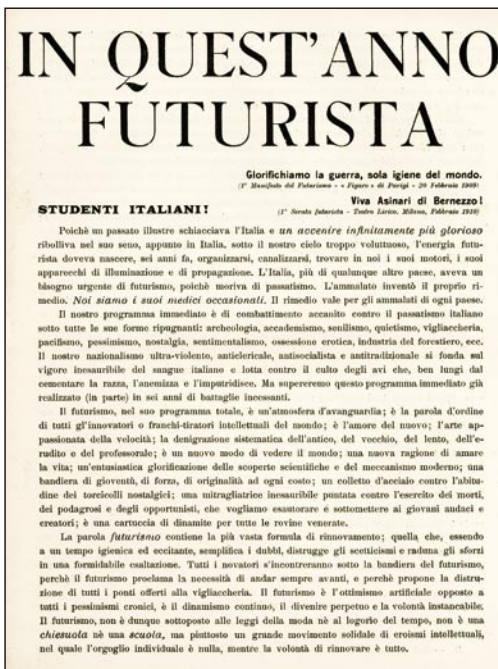 IN QUEST'ANNO
FUTURISTA
Glorifichiamo la guerra, sola igiene del mondo.
(1° Manifesto del Futurismo - « Figaro » di Parigi - 20 Febbraio 1909)
Viva Asinari di Bernezzo!
(1ª Serata futurista - Teatro Lirico, Milano, Febbraio 1910)
STUDENTI ITALIANI!
Poichè un passato illustre schiacciava l'Italia e un avvenire infinitamente più glorioso
ribolliva nel suo seno, appunto in Italia, sotto il nostro cielo troppo voluttuoso, l'energia futu-
rista doveva nascere, sei anni fa, organizzarsi, canalizzarsi, trovare in noi i suoi motori, i suoi
apparecchi di illuminazione e di propagazione. L'Italia, più di qualunque altro paese, aveva un
bisogno urgente di futurismo, poichè moriva di passatismo. L'ammalato inventò il proprio ri-
medio. Noi siamo i suoi medici occasionali. Il rimedio vale per gli ammalati di ogni paese.
Il nostro programma immediato è di combattimento accanito contro il passatismo italiano
sotto tutte le sue forme ripugnanti: archeologia, accademismo, senilismo, quietismo, vigliaccheria,
pacifismo, pessimismo, nostalgia, sentimentalismo, ossessione erotica, industria del forestiero, ecc.
Il nostro nazionalismo ultra-violento, anticlericale, antisocialista e antitradizionale si fonda sul
vigore inesauribile del sangue italiano e lotta contro il culto degli avi che, ben lungi dal
cementare la razza, l'anemizza e l'imputridisce. Ma supereremo questo programma immediato già
realizzato (in parte) in sei anni di battaglie incessanti.
Il futurismo, nel suo programma totale, è un'atmosfera d'avanguardia; è la parola d'ordine
di tutti gl'innovatori o franchi-tiratori intellettuali del mondo; è l'amore del nuovo; l'arte ap-
passionata della velocità; la denigrazione sistematica dell'antico, del vecchio, del lento, dell'e-
rudito e del professorale; è un nuovo modo di vedere il mondo; una nuova ragione di amare
la vita; un'entusiastica glorificazione delle scoperte scientifiche e del meccanismo moderno; una
bandiera di gioventù, di forza, di originalità ad ogni costo; un colletto d'acciaio contro l'abitu-
dine dei torcicolli nostalgici; una mitragliatrice inesauribile puntata contro l'esercito dei morti,
dei podagrosi e degli opportunisti, che vogliamo esautorare e sottomettere ai giovani audaci e
creatori; è una cartuccia di dinamite per tutte le rovine venerate.
La parola futurismo contiene la più vasta formula di rinnovamento; quella che, essendo
a un tempo igienica ed eccitante, semplifica i dubbi, distrugge gli scetticismi e raduna gli sforzi
in una formidabile esaltazione. Tutti i novatori s'incontreranno sotto la bandiera del futurismo,
perchè il futurismo proclama la necessità di andar sempre avanti, e perchè propone la distru-
zione di tutti i ponti offerti alla vigliaccheria. Il futurismo è l'ottimismo artificiale opposto a
tutti i pessimismi cronici, è il dinamismo continuo, il divenire perpetuo e la volontà instancabile.
Il futurismo, non è dunque sottoposto alle leggi della moda nè al logorio del tempo, non è una
chiesuola nè una scuola, ma piuttosto un grande movimento solidale di eroismi intellettuali,
nel quale l'orgoglio individuale è nulla, mentre la volontà di rinnovare è tutto.